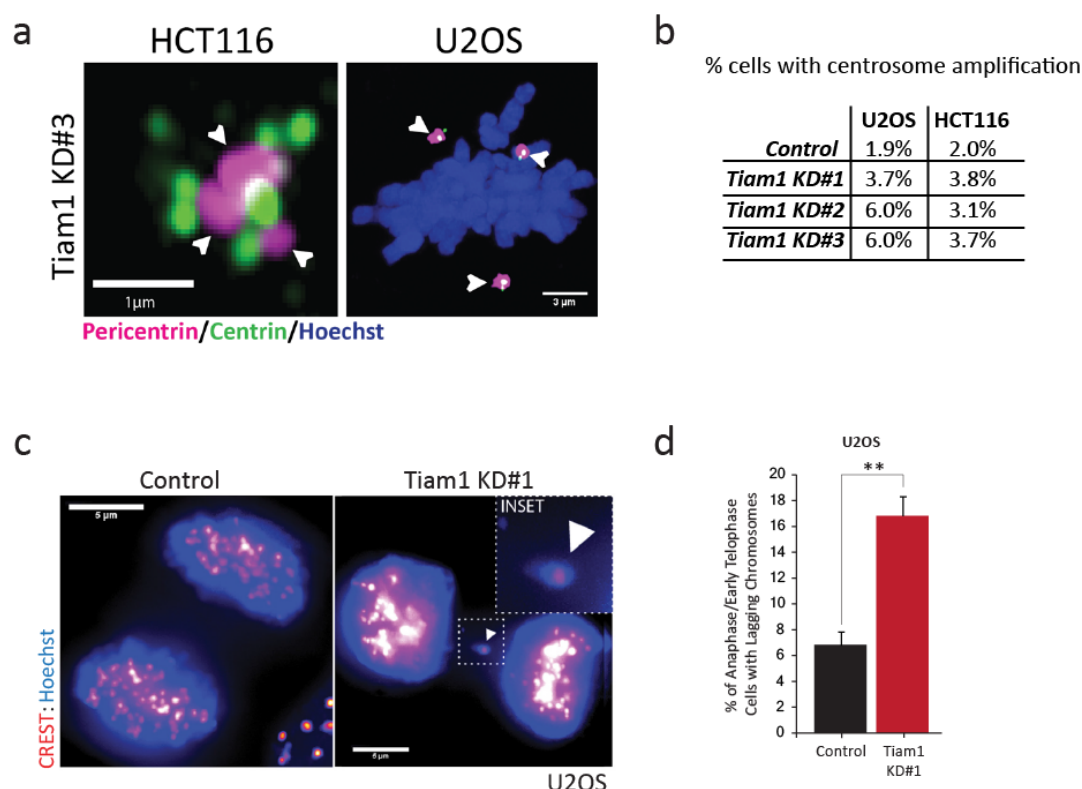 a
HCT116
U2OS
Tiam1 KD#3
1µm
3 µm
Pericentrin/Centrin/Hoechst
b
% cells with centrosome amplification
U2OS HCT116
Control 1.9% 2.0%
Tiam1 KD#1 3.7% 3.8%
Tiam1 KD#2 6.0% 3.1%
Tiam1 KD#3 6.0% 3.7%
c
Control
Tiam1 KD#1
5 µm
INSET
CREST: Hoechst
5 µm
U2OS
d
U2OS
**
% of Anaphase/Early Telophase
Cells with Lagging Chromosomes
20
18
16
14
12
10
8
6
4
2
0
Control
Tiam1
KD#1